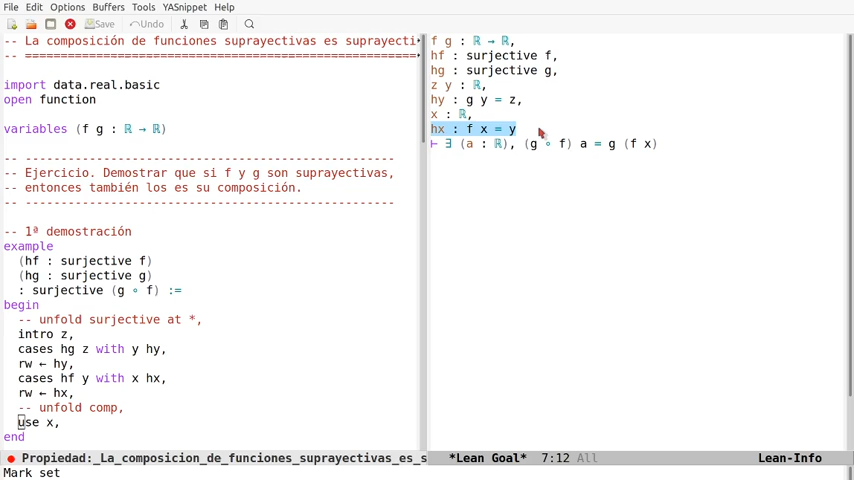 File Edit Options Buffers Tools YASnippet Help
Save Undo
-- La composición de funciones suprayectivas es suprayecti
-- =======================================================
import data.real.basic
open function
variables (f g : ℝ → ℝ)
-- ----------------------------------------------------
-- Ejercicio. Demostrar que si f y g son suprayectivas,
-- entonces también los es su composición.
-- ----------------------------------------------------
-- 1ª demostración
example
(hf : surjective f)
(hg : surjective g)
: surjective (g ∘ f) :=
begin
-- unfold surjective at *,
intro z,
cases hg z with y hy,
rw ← hy,
cases hf y with x hx,
rw ← hx,
-- unfold comp,
use x,
end
f g : ℝ → ℝ,
hf : surjective f,
hg : surjective g,
z y : ℝ,
hy : g y = z,
x : ℝ,
hx : f x = y
⊢ ∃ (a : ℝ), (g ∘ f) a = g (f x)
Propiedad:_La_composicion_de_funciones_suprayectivas_es_s
*Lean Goal* 7:12 All Lean-Info
Mark set